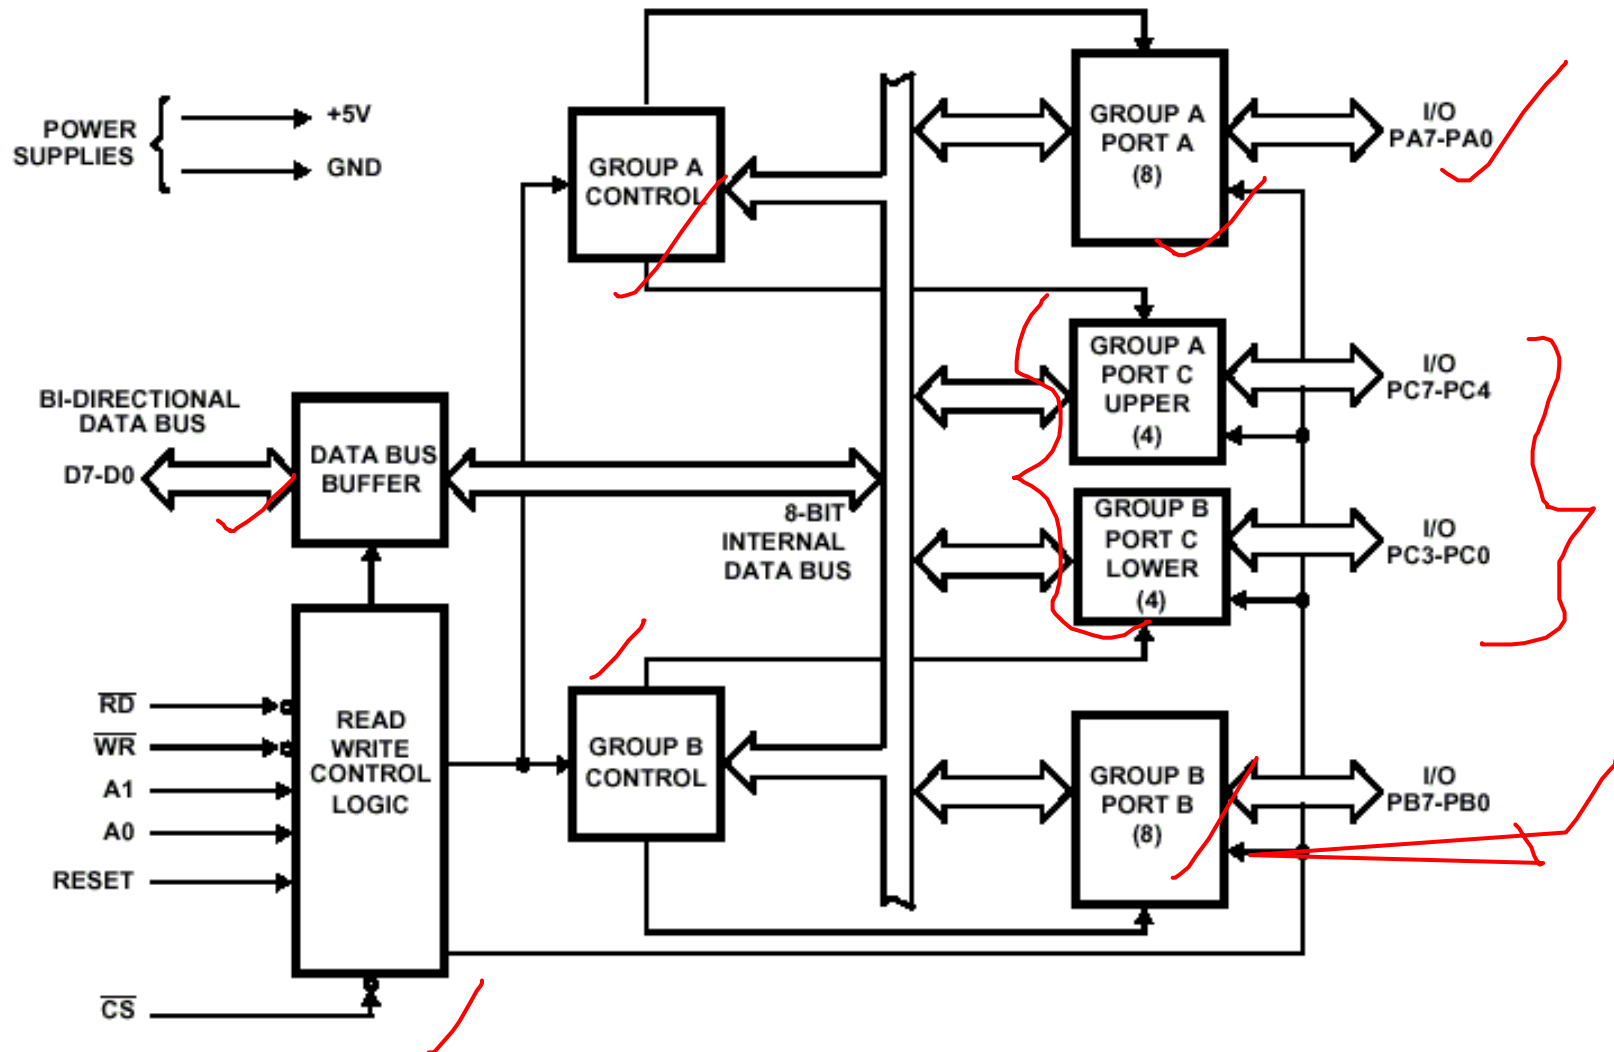 POWER
SUPPLIES
+5V
GND
GROUP A
CONTROL
GROUP A
PORT A
(8)
I/O
PA7-PA0
GROUP A
PORT C
UPPER
(4)
I/O
PC7-PC4
BI-DIRECTIONAL
DATA BUS
D7-D0
DATA BUS
BUFFER
8-BIT
INTERNAL
DATA BUS
GROUP B
PORT C
LOWER
(4)
I/O
PC3-PC0
RD
WR
A1
A0
RESET
CS
READ
WRITE
CONTROL
LOGIC
GROUP B
CONTROL
GROUP B
PORT B
(8)
I/O
PB7-PB0